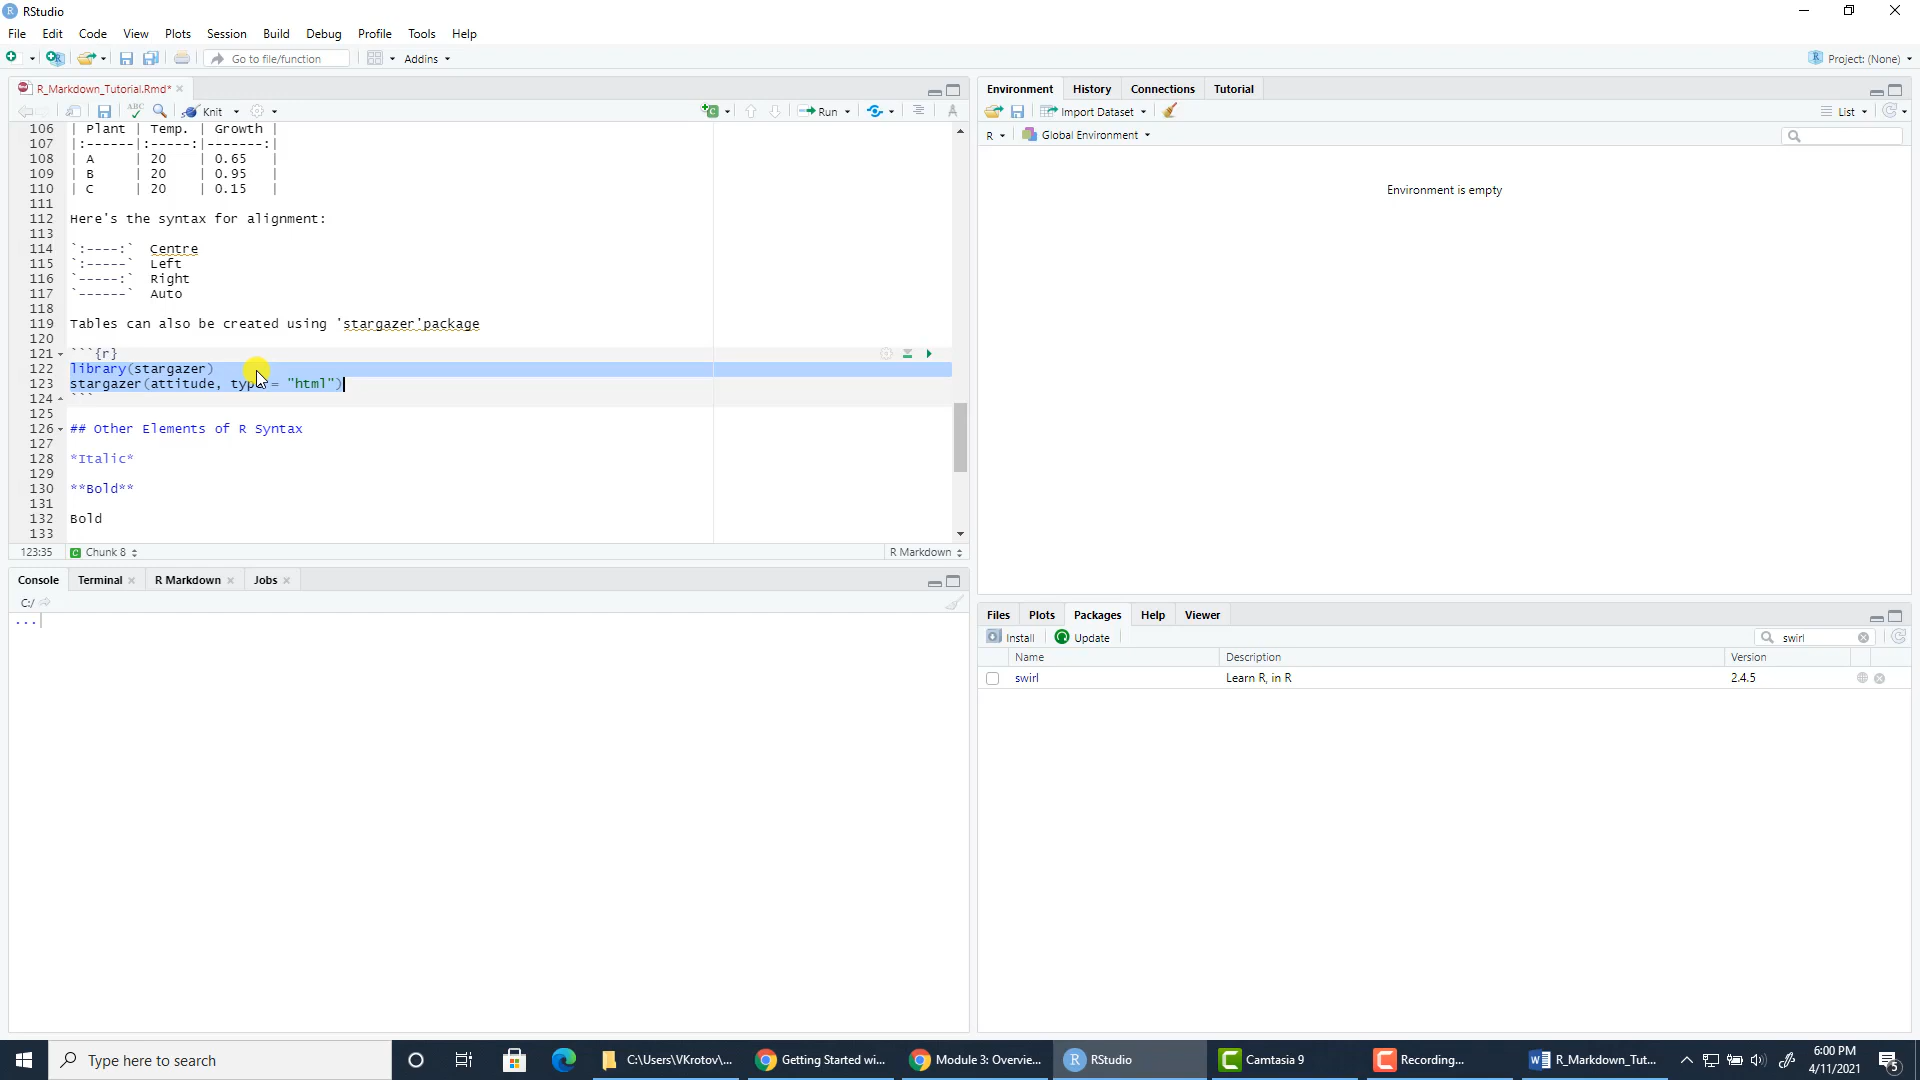 RStudio
File Edit Code View Plots Session Build Debug Profile Tools Help
Go to file/function Addins Project: (None)
R_Markdown_Tutorial.Rmd*
Knit Run
106 | Plant | Temp. | Growth |
107 |:------|:-----:|-------:|
108 | A | 20 | 0.65 |
109 | B | 20 | 0.95 |
110 | C | 20 | 0.15 |
111
112 Here's the syntax for alignment:
113
114 `:----:` Centre
115 `:-----` Left
116 `-----:` Right
117 `------` Auto
118
119 Tables can also be created using 'stargazer'package
120
121 ```{r}
122 library(stargazer)
123 stargazer(attitude, type = "html")
124 ```
125
126 ## Other Elements of R Syntax
127
128 *Italic*
129
130 **Bold**
131
132 Bold
133
123:35 Chunk 8 R Markdown
Console Terminal R Markdown Jobs
C:/
...
Environment History Connections Tutorial
Import Dataset List
R Global Environment
Environment is empty
Files Plots Packages Help Viewer
Install Update swirl
Name Description Version
swirl Learn R, in R 2.4.5
Type here to search
C:\Users\VKrotov\...
Getting Started wi...
Module 3: Overvie...
RStudio
Camtasia 9
Recording...
R_Markdown_Tut...
6:00 PM
4/11/2021
5